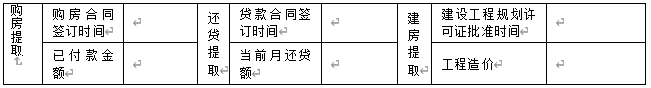 购房提取
购房合同
签订时间
已付款金
额
还贷提取
贷款合同签
订时间
当前月还贷
额
建房提取
建设工程规划许
可证批准时间
工程造价